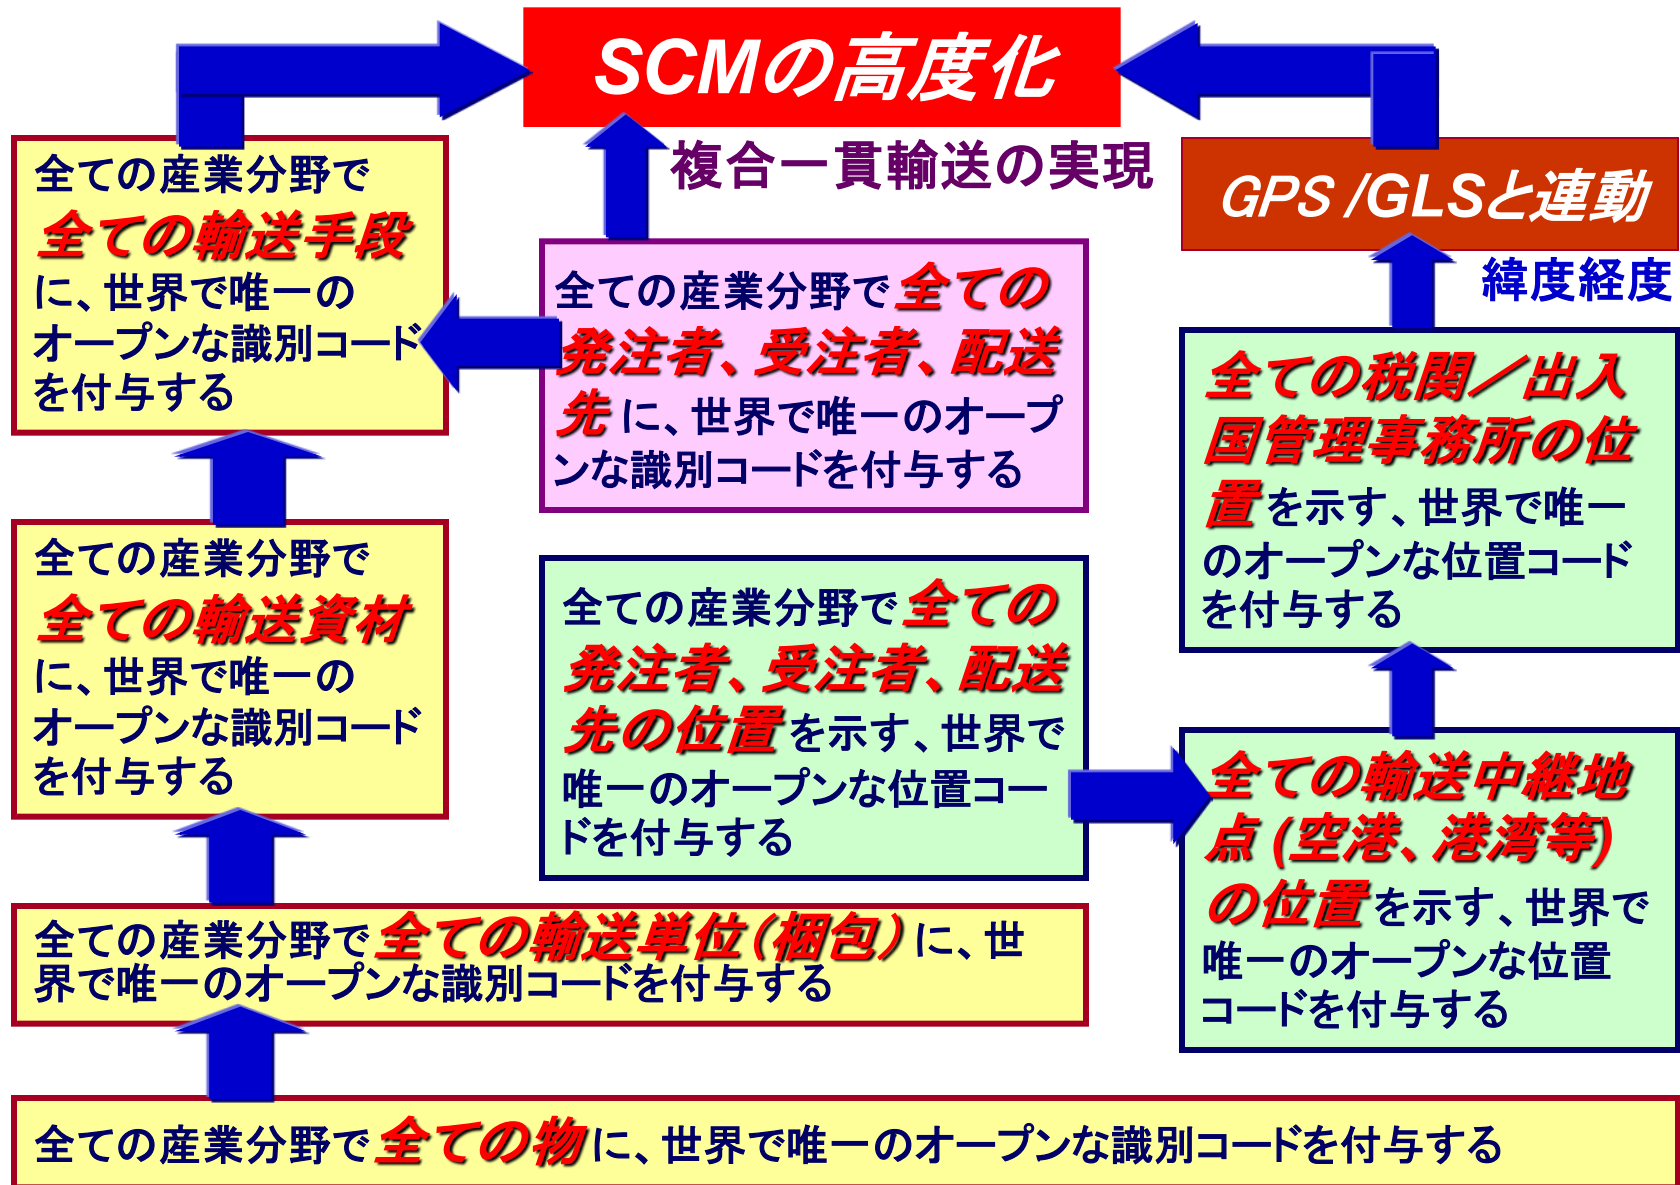 SCMの高度化
複合一貫輸送の実現
全ての産業分野で
全ての輸送手段
に、世界で唯一の
オープンな識別コード
を付与する
全ての産業分野で全ての
発注者、受注者、配送
先に、世界で唯一のオープ
ンな識別コードを付与する
GPS /GLSと連動
緯度経度
全ての税関／出入
国管理事務所の位
置を示す、世界で唯一
のオープンな位置コード
を付与する
全ての産業分野で
全ての輸送資材
に、世界で唯一の
オープンな識別コード
を付与する
全ての産業分野で全ての
発注者、受注者、配送
先の位置を示す、世界で
唯一のオープンな位置コー
ドを付与する
全ての輸送中継地
点(空港、港湾等)
の位置を示す、世界で
唯一のオープンな位置
コードを付与する
全ての産業分野で全ての輸送単位(梱包)に、世
界で唯一のオープンな識別コードを付与する
全ての産業分野で全ての物に、世界で唯一のオープンな識別コードを付与する